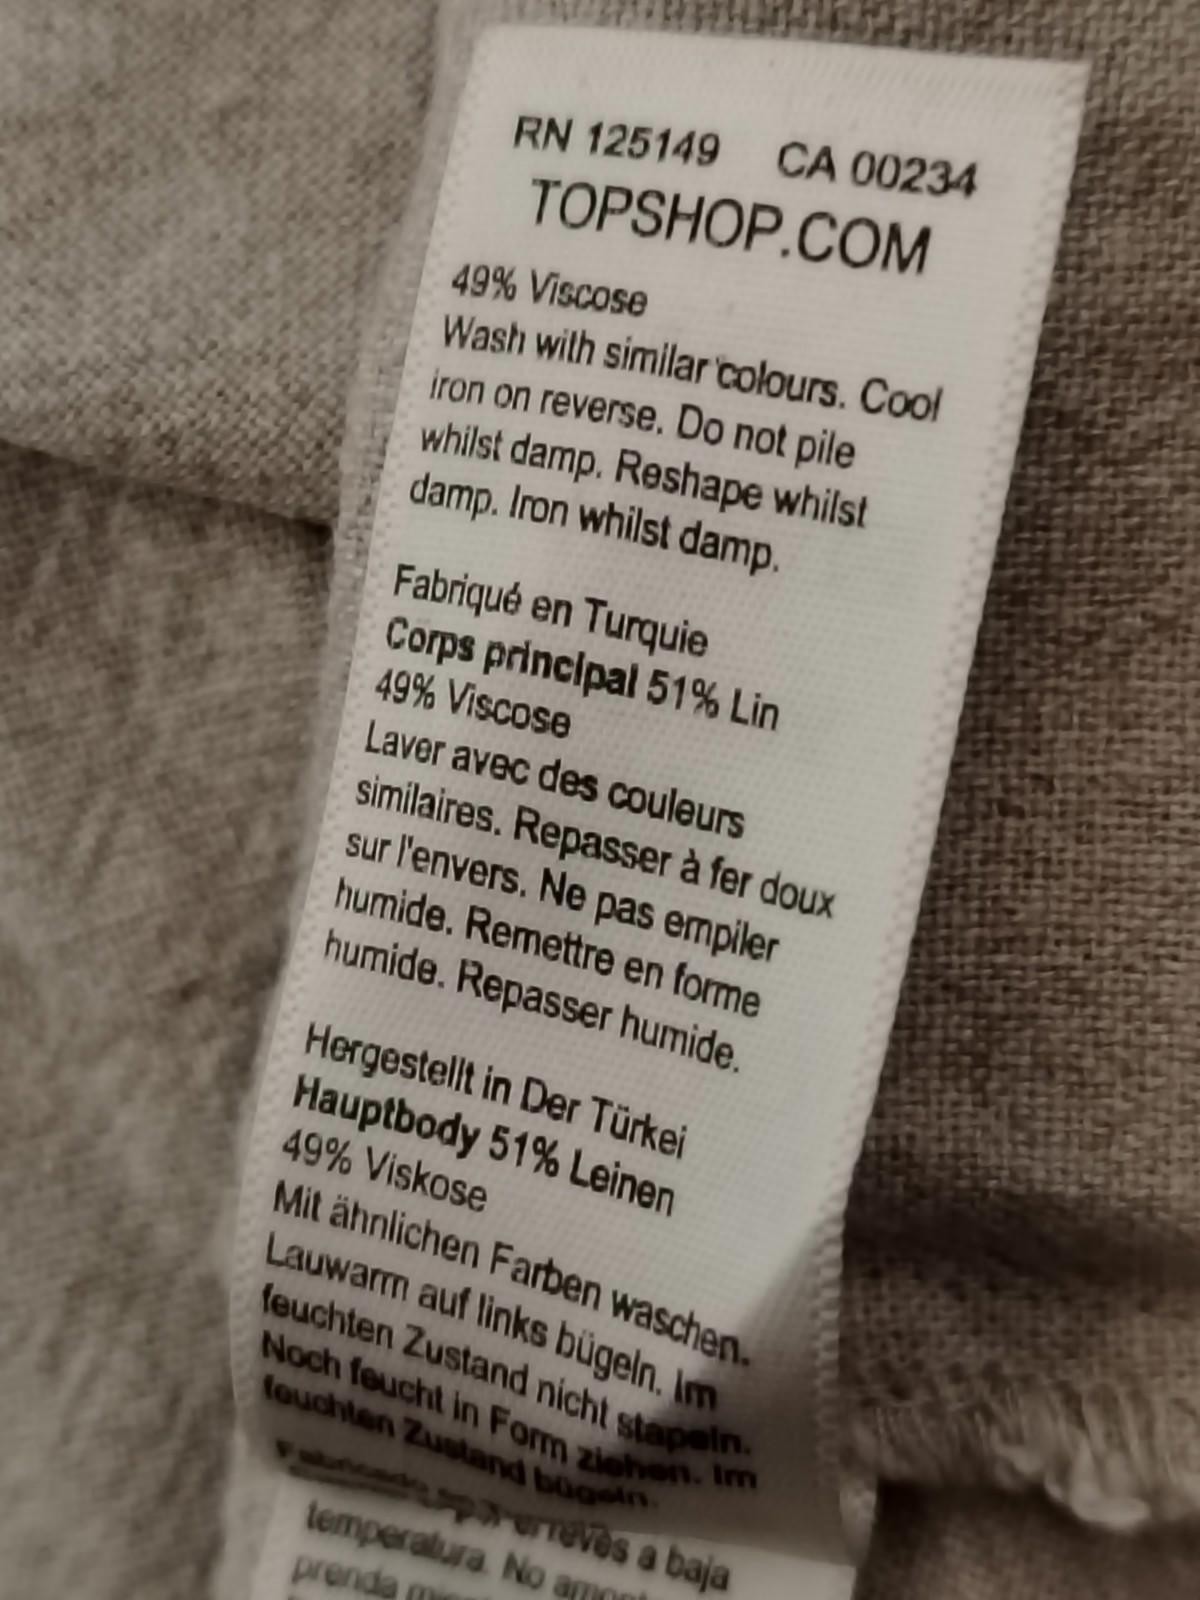 RN 125149 CA 00234
TOPSHOP.COM
49% Viscose
Wash with similar colours. Cool
iron on reverse. Do not pile
whilst damp. Reshape whilst
damp. Iron whilst damp.
Fabriqué en Turquie
Corps principal 51% Lin
49% Viscose
Laver avec des couleurs
similaires. Repasser à fer doux
sur l'envers. Ne pas empiler
humide. Remettre en forme
humide. Repasser humide.
Hergestellt in Der Türkei
Hauptbody 51% Leinen
49% Viskose
Mit ähnlichen Farben waschen.
Lauwarm auf links bügeln. Im
feuchten Zustand nicht stapeln.
Noch feucht in Form ziehen. Im
feuchten Zustand bügeln.
revés a baja
temperatura. No
prenda